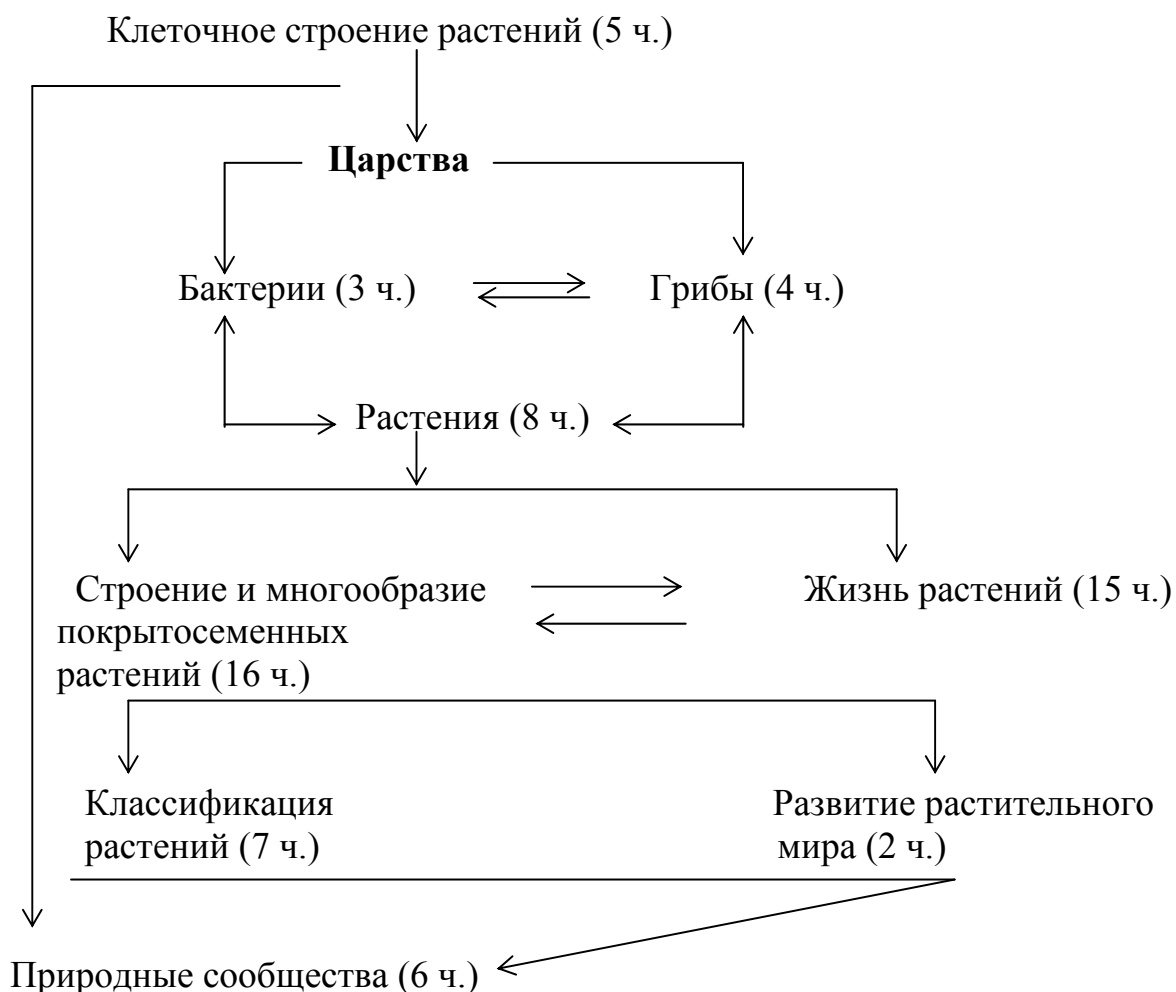 Клеточное строение растений (5 ч.)
Царства
Бактерии (3 ч.)
Грибы (4 ч.)
Растения (8 ч.)
Строение и многообразие
покрытосеменных
растений (16 ч.)
Жизнь растений (15 ч.)
Классификация
растений (7 ч.)
Развитие растительного
мира (2 ч.)
Природные сообщества (6 ч.)